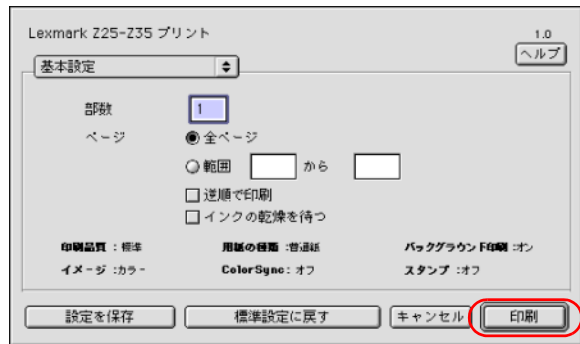 Lexmark Z25-Z35 プリント
1.0
ヘルプ
基本設定
部数 1
ページ 全ページ
範囲 から
逆順で印刷
インクの乾燥を待つ
印刷品質 : 標準 用紙の種類 :普通紙 バックグラウンド印刷 :オン
イメージ :カラー ColorSync : オフ スタンプ :オフ
設定を保存 標準設定に戻す キャンセル 印刷